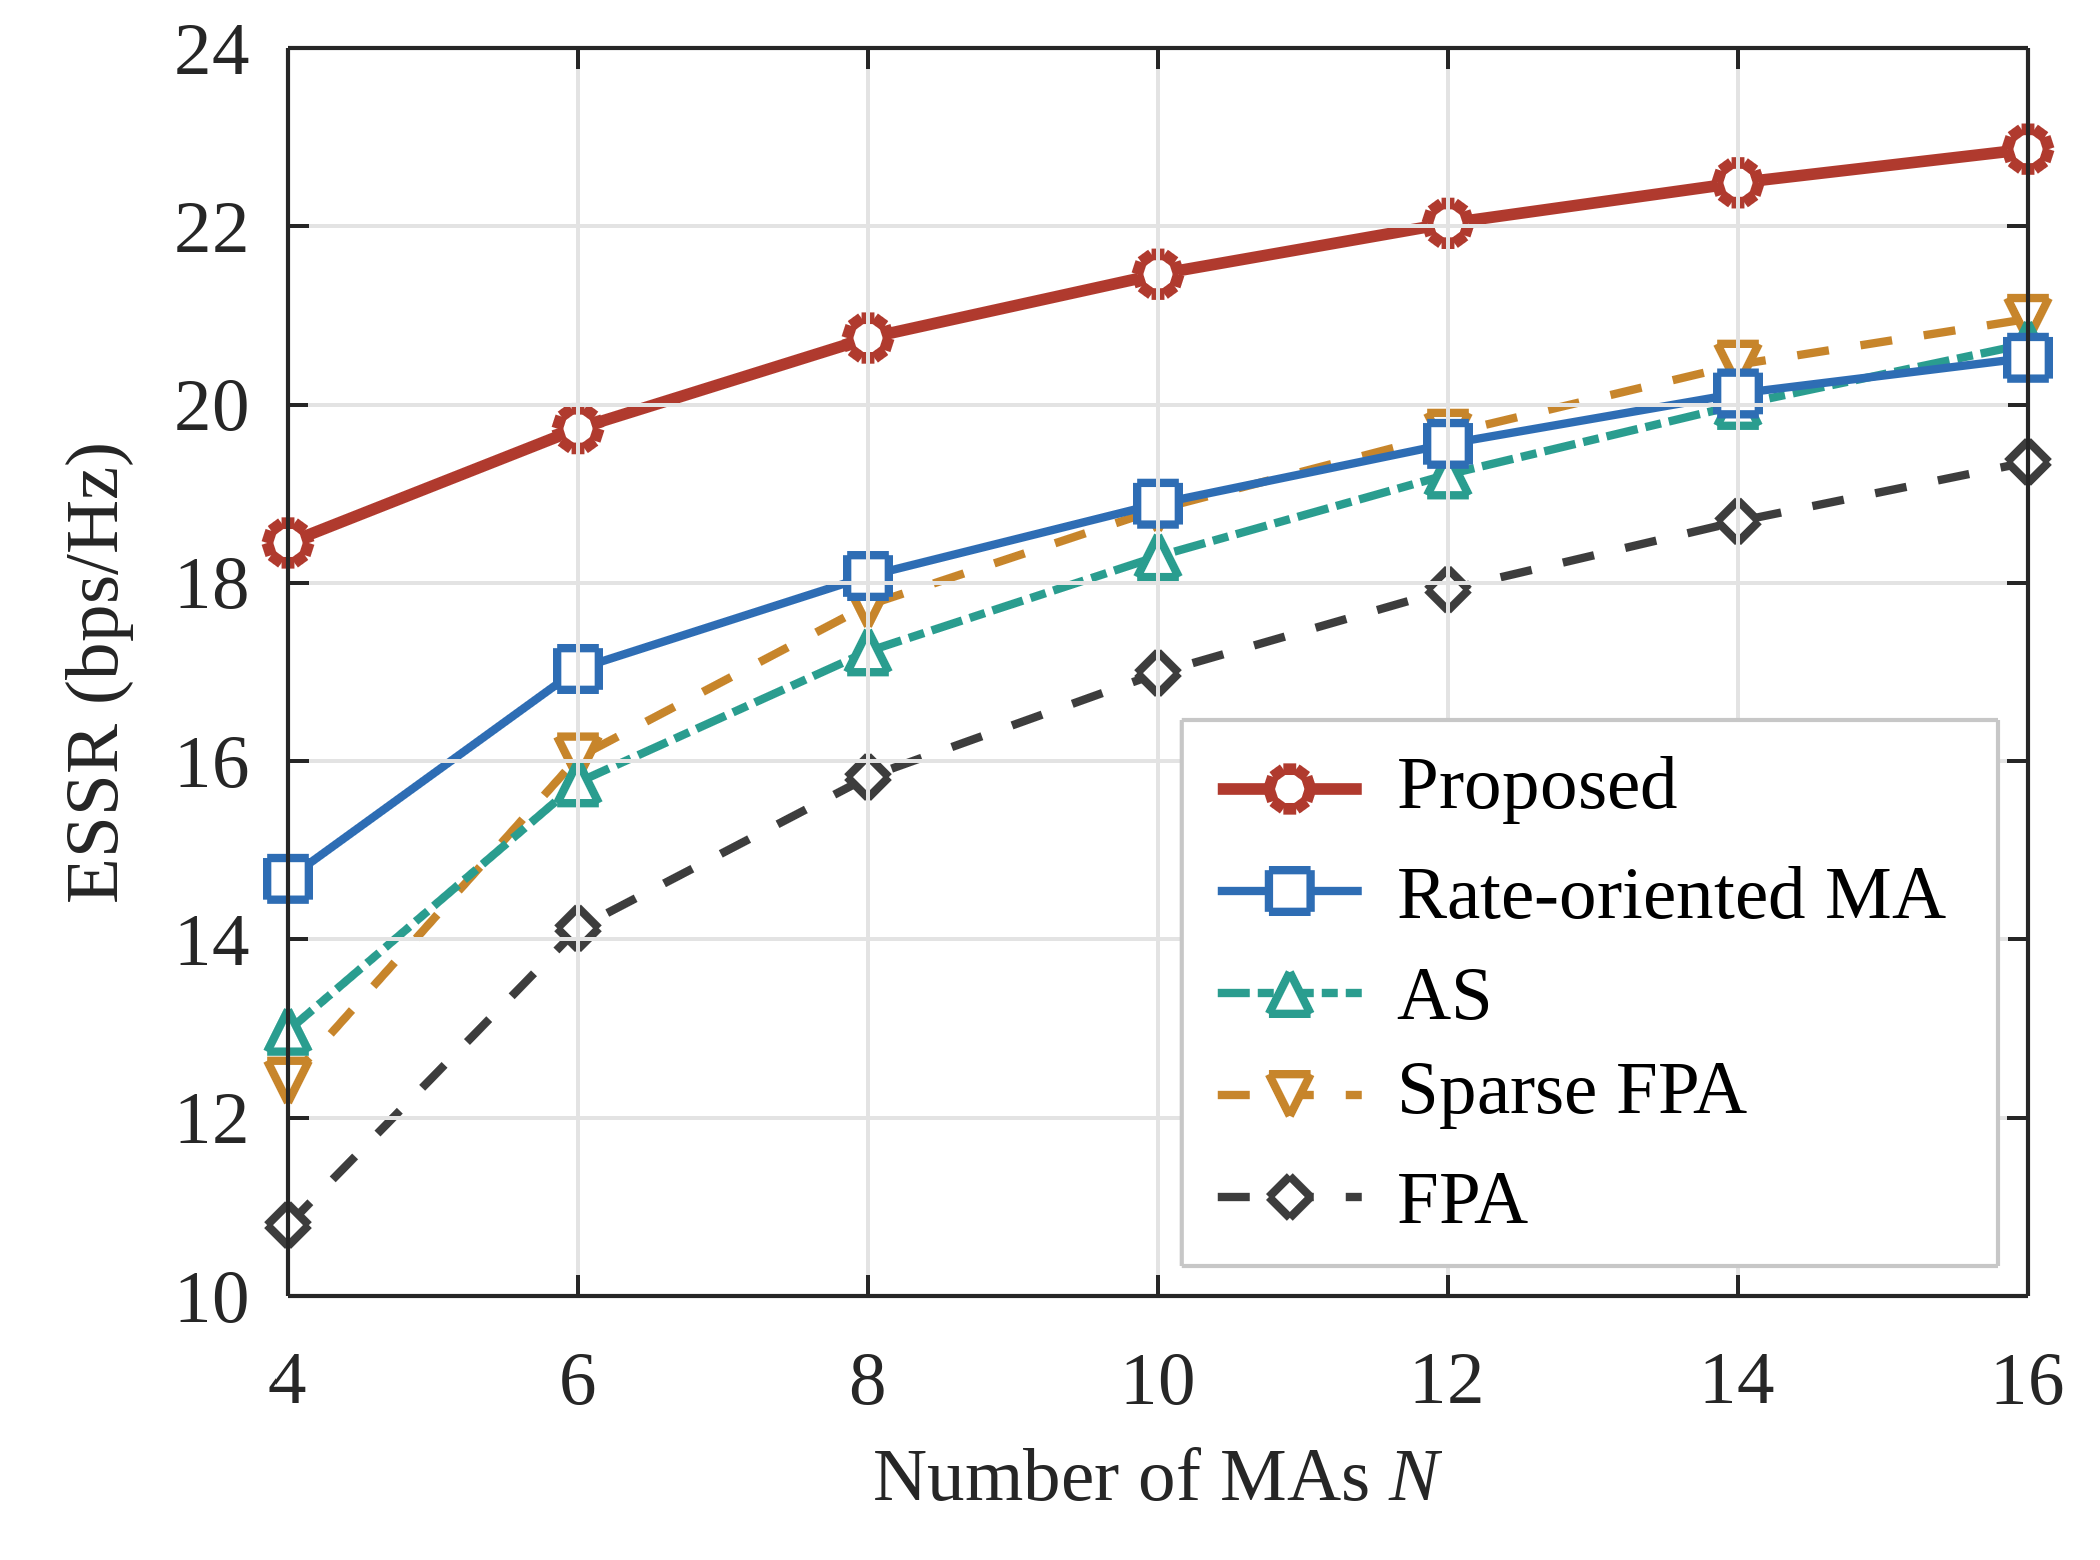 24
22
20
18
16
14
12
10
ESSR (bps/Hz)
Proposed
Rate-oriented MA
AS
Sparse FPA
FPA
4 6 8 10 12 14 16
Number of MAs N